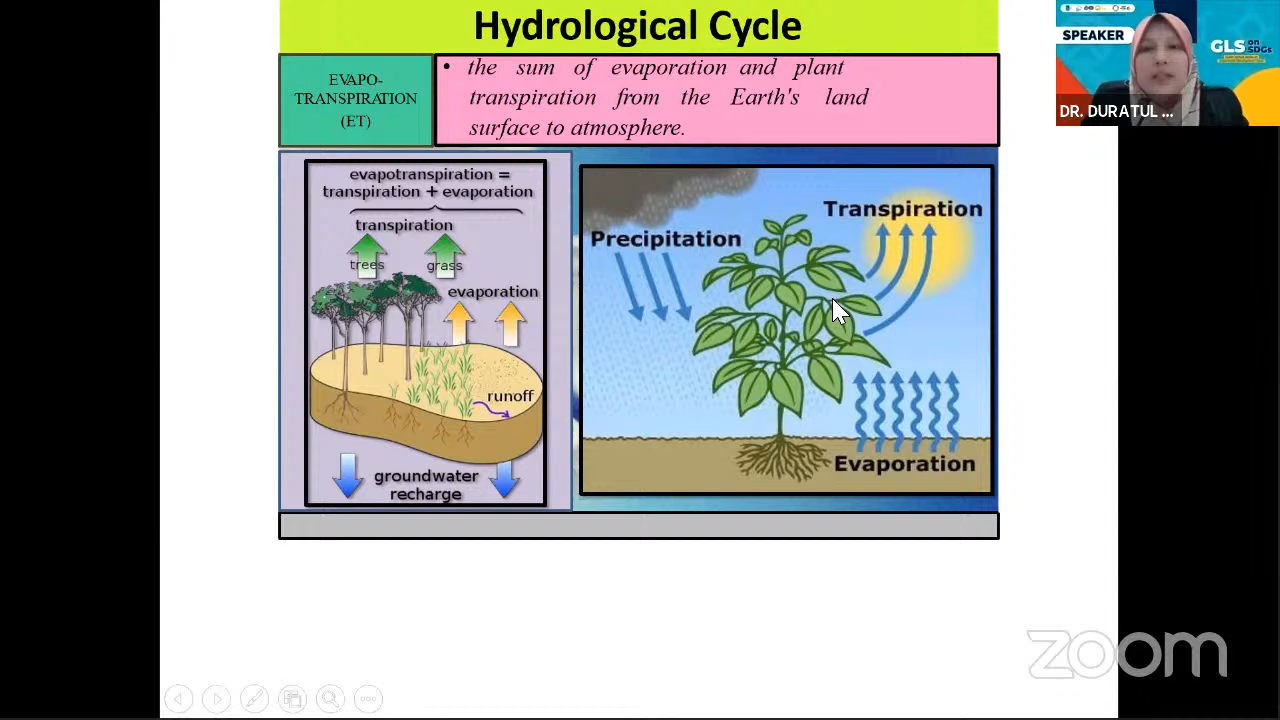 Hydrological Cycle
EVAPO-
TRANSPIRATION
(ET)
• the sum of evaporation and plant
transpiration from the Earth's land
surface to atmosphere.
evapotranspiration =
transpiration + evaporation
transpiration
trees
grass
evaporation
runoff
groundwater
recharge
Precipitation
Transpiration
Evaporation
SPEAKER
GLS on SDGs
DR. DURATUL ...
zoom